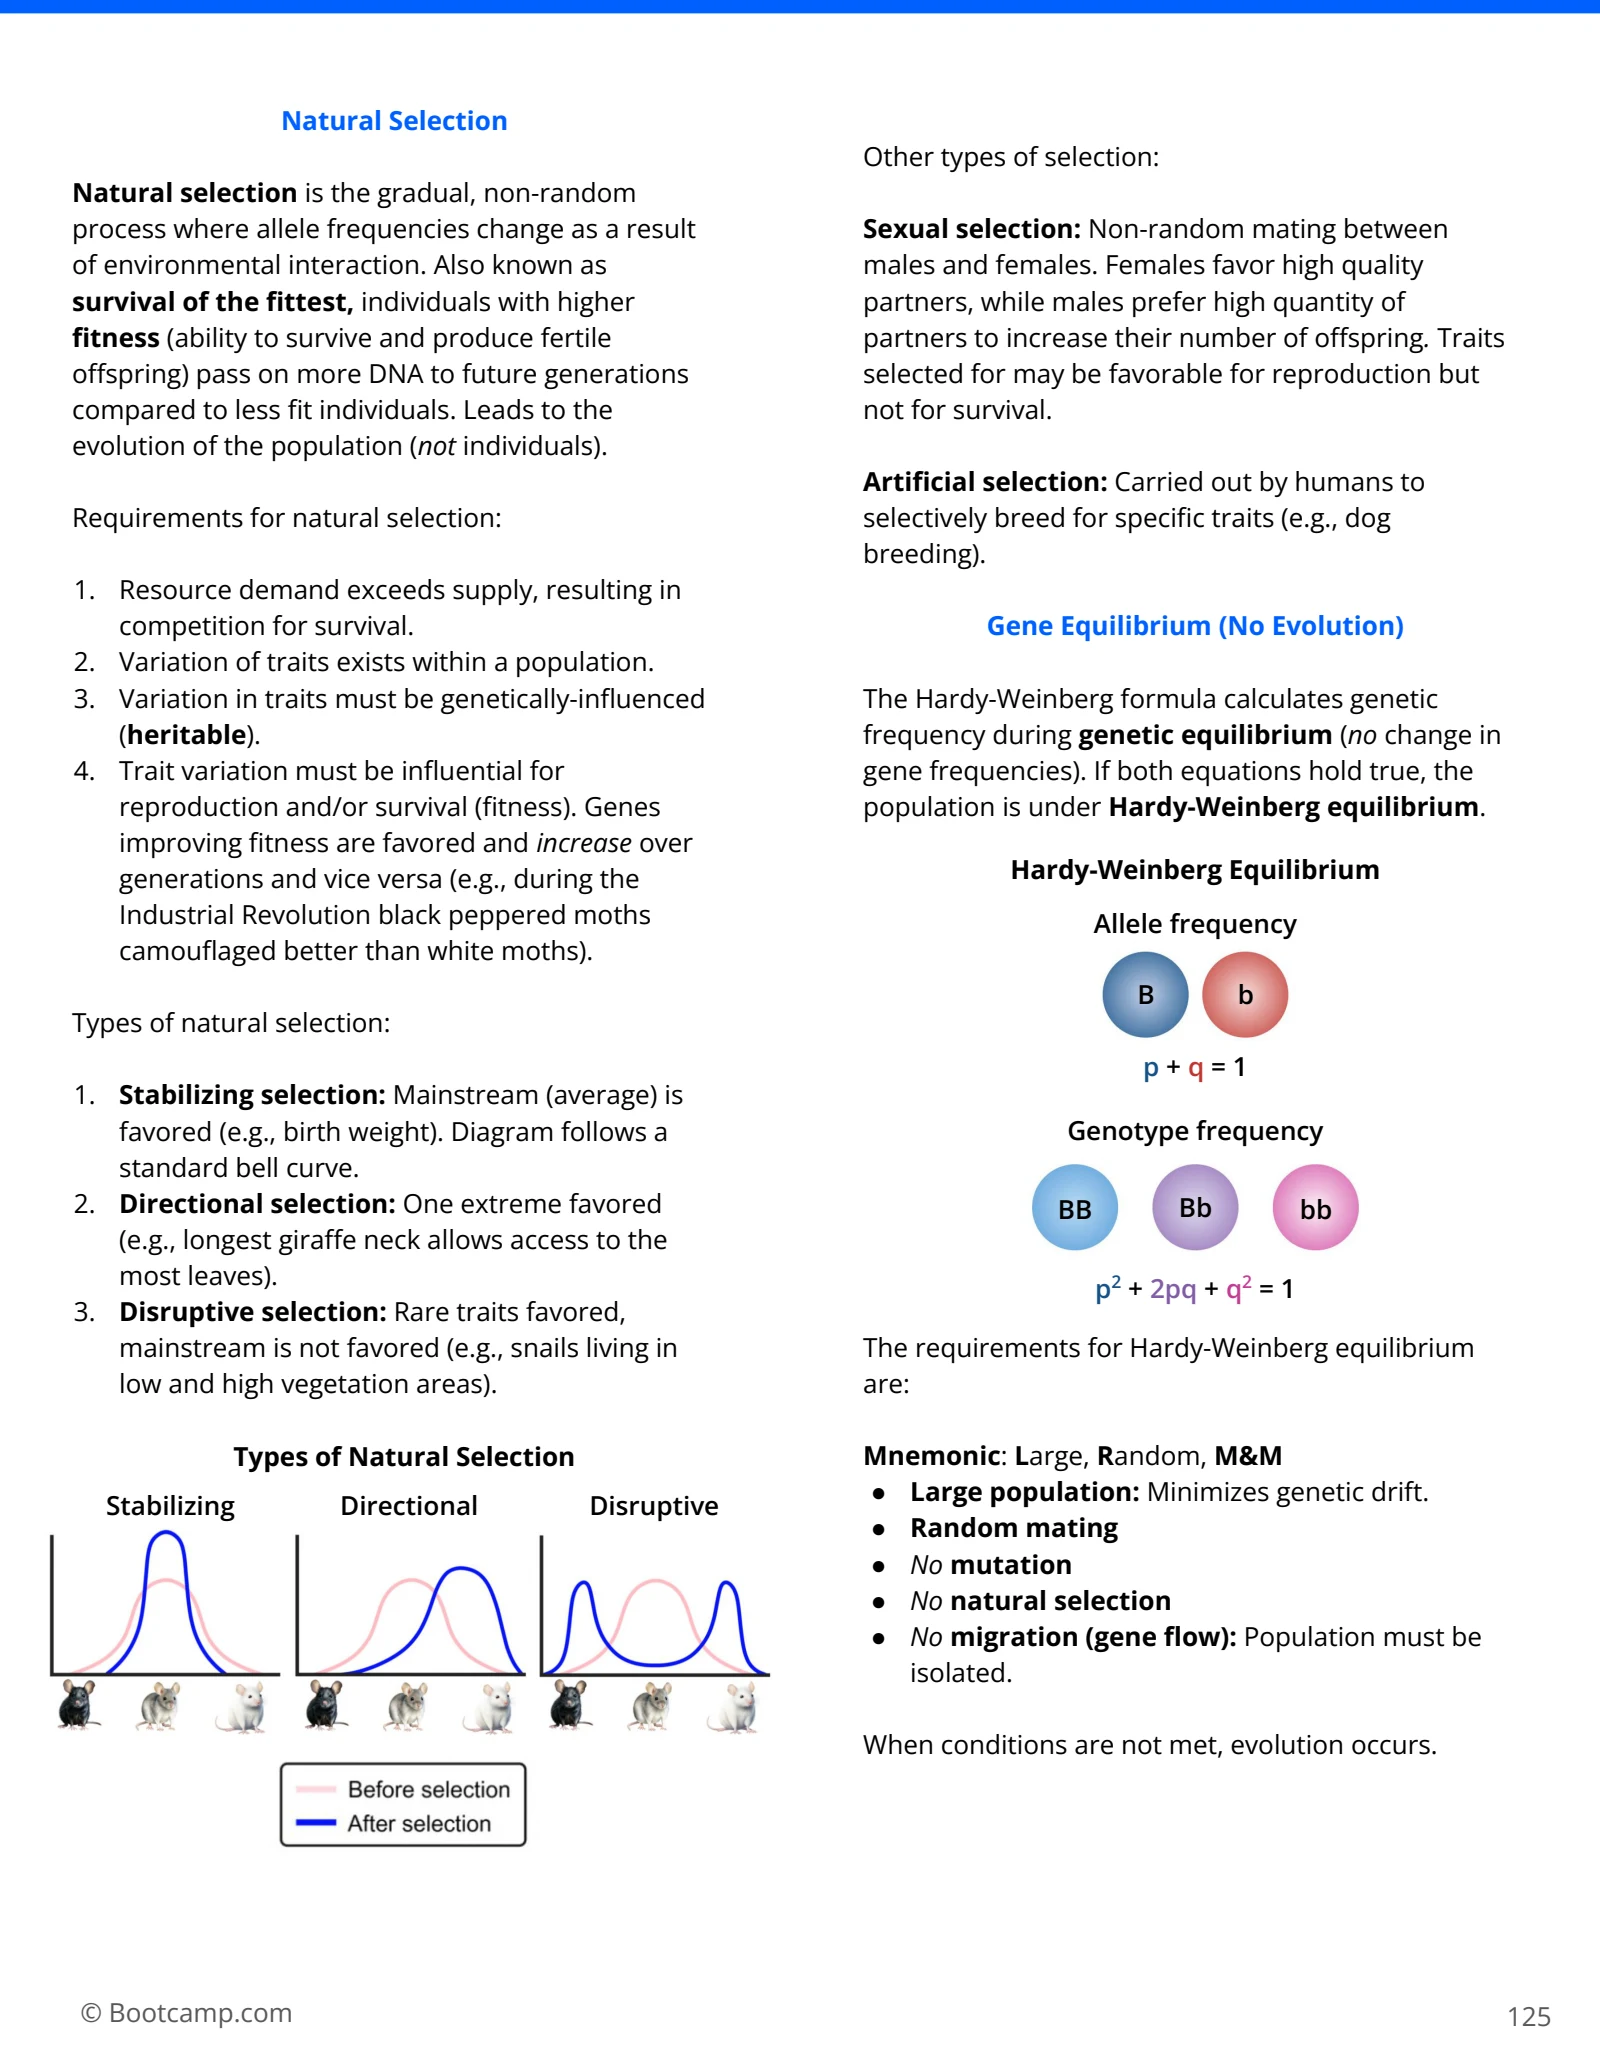 Natural Selection
Natural selection is the gradual, non-random
process where allele frequencies change as a result
of environmental interaction. Also known as
survival of the fittest, individuals with higher
fitness (ability to survive and produce fertile
offspring) pass on more DNA to future generations
compared to less fit individuals. Leads to the
evolution of the population (not individuals).
Requirements for natural selection:
1. Resource demand exceeds supply, resulting in
competition for survival.
2. Variation of traits exists within a population.
3. Variation in traits must be genetically-influenced
(heritable).
4. Trait variation must be influential for
reproduction and/or survival (fitness). Genes
improving fitness are favored and increase over
generations and vice versa (e.g., during the
Industrial Revolution black peppered moths
camouflaged better than white moths).
Types of natural selection:
1. Stabilizing selection: Mainstream (average) is
favored (e.g., birth weight). Diagram follows a
standard bell curve.
2. Directional selection: One extreme favored
(e.g., longest giraffe neck allows access to the
most leaves).
3. Disruptive selection: Rare traits favored,
mainstream is not favored (e.g., snails living in
low and high vegetation areas).
Types of Natural Selection
Stabilizing Directional Disruptive
Before selection
After selection
Other types of selection:
Sexual selection: Non-random mating between
males and females. Females favor high quality
partners, while males prefer high quantity of
partners to increase their number of offspring. Traits
selected for may be favorable for reproduction but
not for survival.
Artificial selection: Carried out by humans to
selectively breed for specific traits (e.g., dog
breeding).
Gene Equilibrium (No Evolution)
The Hardy-Weinberg formula calculates genetic
frequency during genetic equilibrium (no change in
gene frequencies). If both equations hold true, the
population is under Hardy-Weinberg equilibrium.
Hardy-Weinberg Equilibrium
Allele frequency
B b
p + q = 1
Genotype frequency
BB Bb bb
p² + 2pq + q² = 1
The requirements for Hardy-Weinberg equilibrium
are:
Mnemonic: Large, Random, M&M
● Large population: Minimizes genetic drift.
● Random mating
● No mutation
● No natural selection
● No migration (gene flow): Population must be
isolated.
When conditions are not met, evolution occurs.
© Bootcamp.com
125